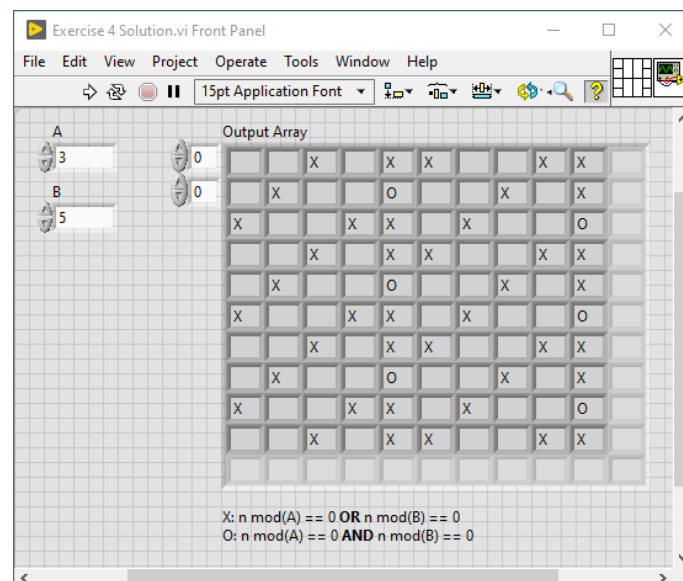 Exercise 4 Solution.vi Front Panel
File Edit View Project Operate Tools Window Help
15pt Application Font
A
Output Array
3
0
X X X X X
B
0
X O X X
5
X X X X O
X X X X X
X O X X
X X X X O
X X X X X
X O X X
X X X X O
X X X X X
X: n mod(A) == 0 OR n mod(B) == 0
O: n mod(A) == 0 AND n mod(B) == 0